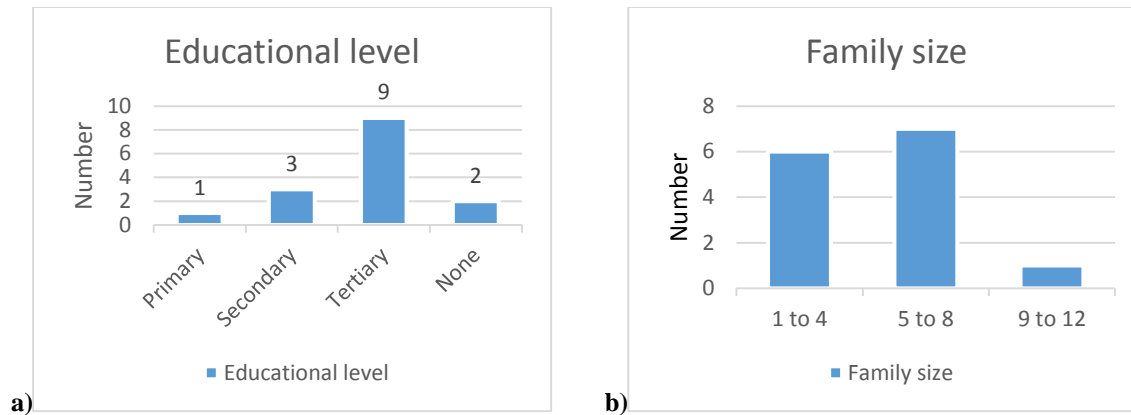 Educational level
Number
10
8
6
4
2
0
1
3
9
2
Primary
Secondary
Tertiary
None
Educational level
a)
Family size
Number
8
6
4
2
0
1 to 4
5 to 8
9 to 12
Family size
b)